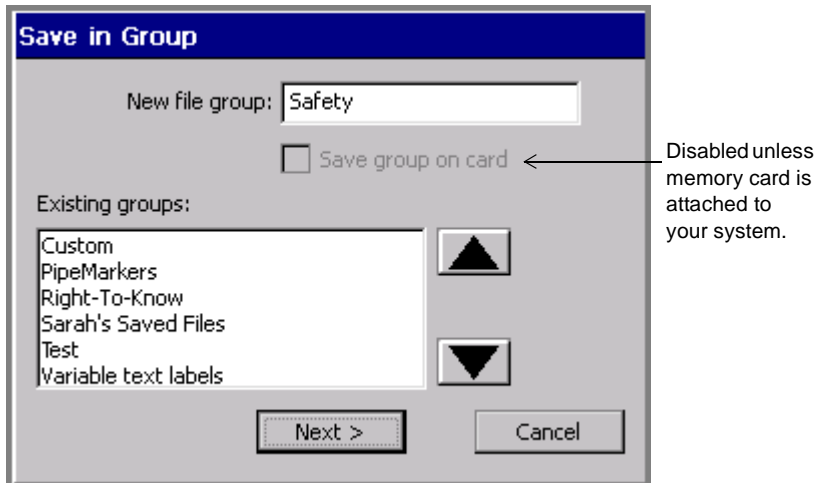 Save in Group
New file group: Safety
Save group on card
Disabled unless
memory card is
attached to
your system.
Existing groups:
Custom
PipeMarkers
Right-To-Know
Sarah's Saved Files
Test
Variable text labels
Next >
Cancel